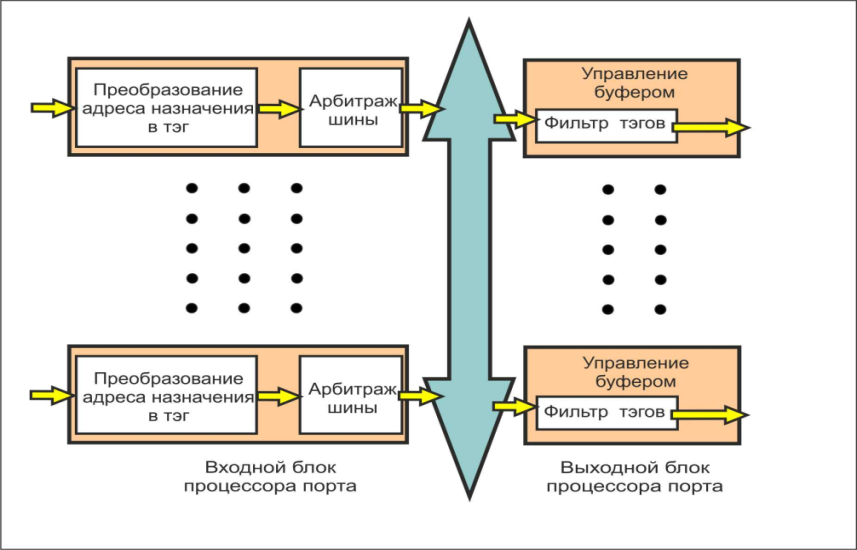 Преобразование
адреса назначения
в тэг
Арбитраж
шины
Управление
буфером
Фильтр тэгов
Преобразование
адреса назначения
в тэг
Арбитраж
шины
Управление
буфером
Фильтр тэгов
Входной блок
процессора порта
Выходной блок
процессора порта